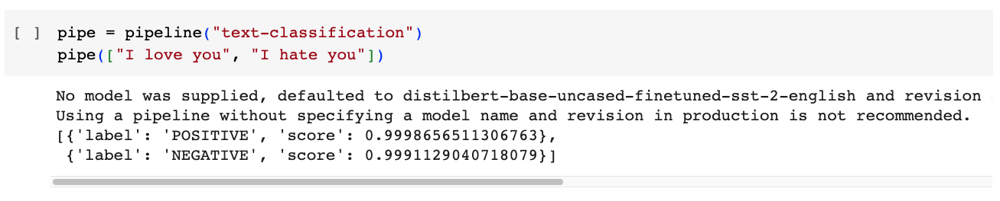 [ ] pipe = pipeline("text-classification")
pipe(["I love you", "I hate you"])
No model was supplied, defaulted to distilbert-base-uncased-finetuned-sst-2-english and revision
Using a pipeline without specifying a model name and revision in production is not recommended.
[{'label': 'POSITIVE', 'score': 0.9998656511306763},
{'label': 'NEGATIVE', 'score': 0.9991129040718079}]